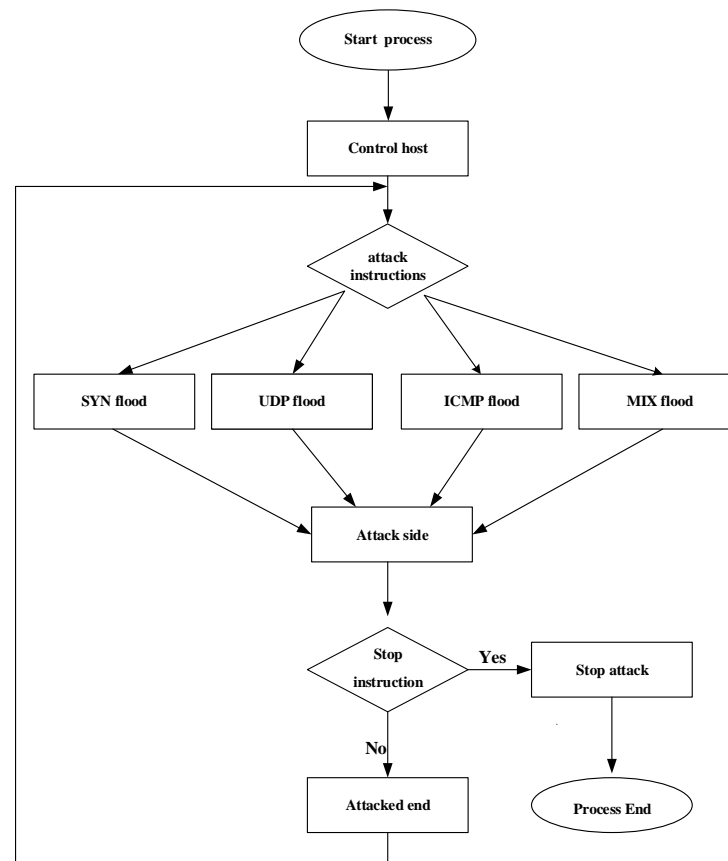 Start process
Control host
attack
instructions
SYN flood
UDP flood
ICMP flood
MIX flood
Attack side
Stop
instruction
Yes
Stop attack
No
Attacked end
Process End